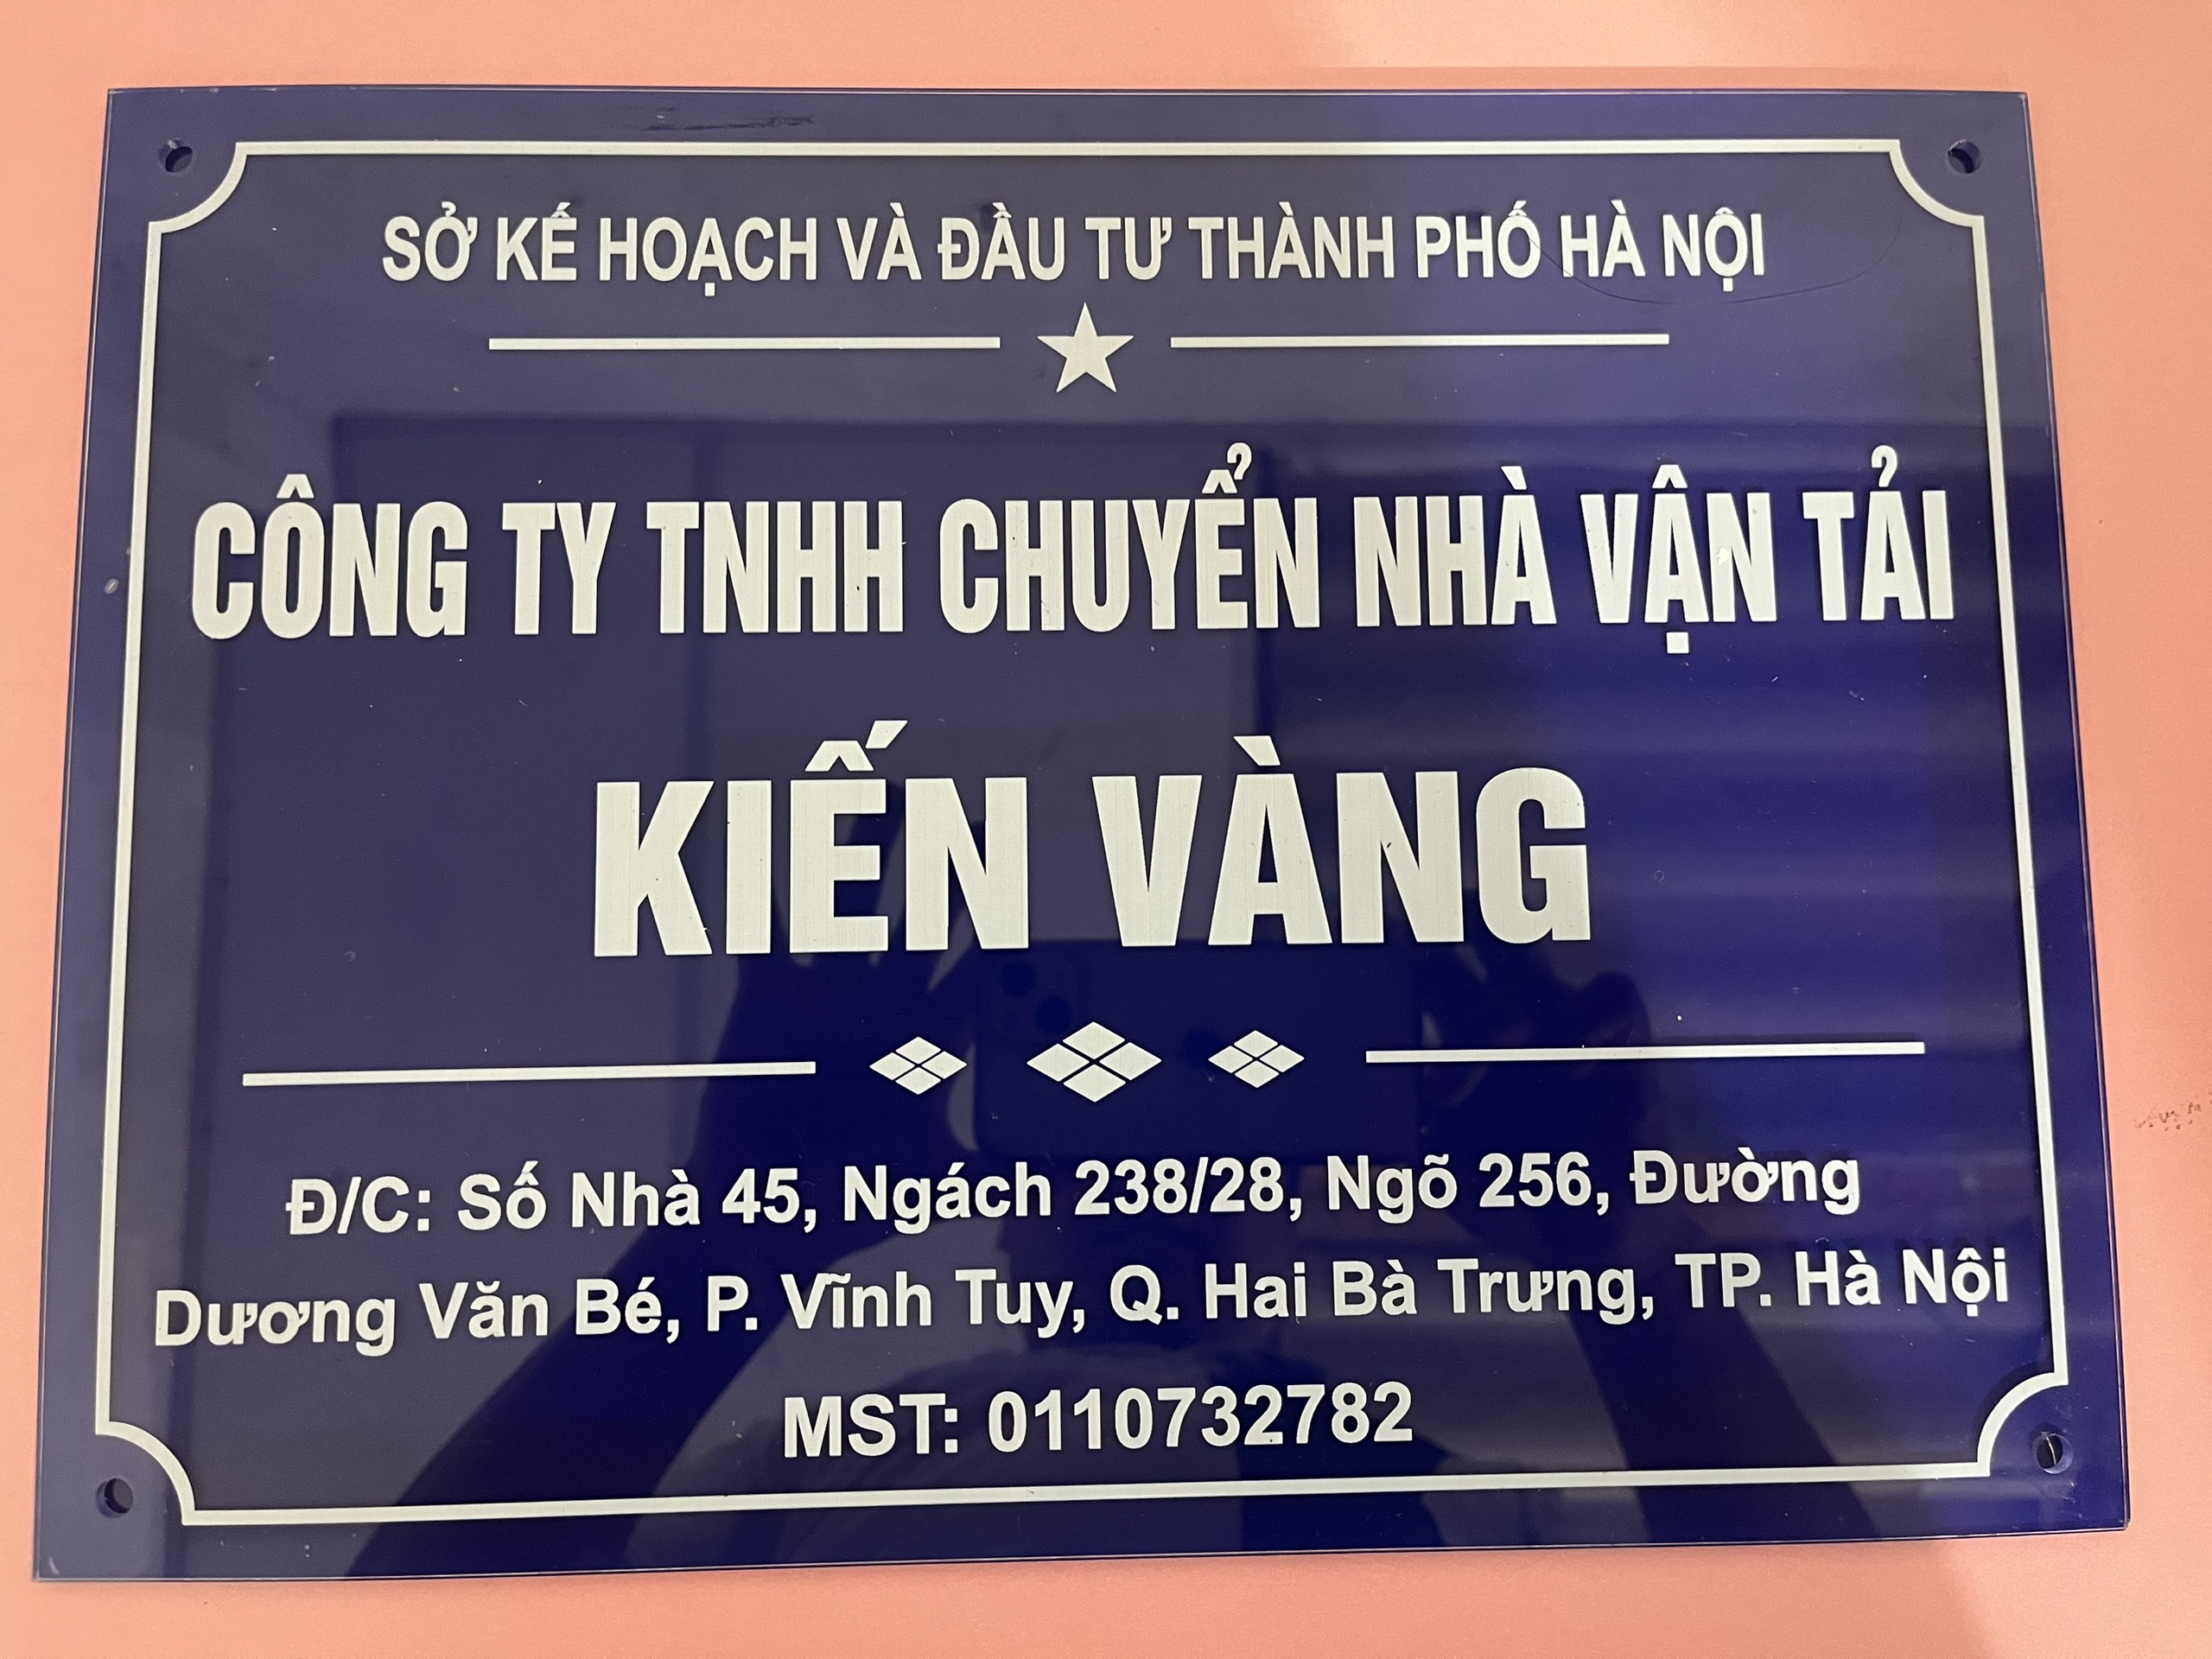 SỞ KẾ HOẠCH VÀ ĐẦU TƯ THÀNH PHỐ HÀ NỘI
CÔNG TY TNHH CHUYỂN NHÀ VẬN TẢI
KIẾN VÀNG
Đ/C: Số Nhà 45, Ngách 238/28, Ngõ 256, Đường
Dương Văn Bé, P. Vĩnh Tuy, Q. Hai Bà Trưng, TP. Hà Nội
MST: 0110732782